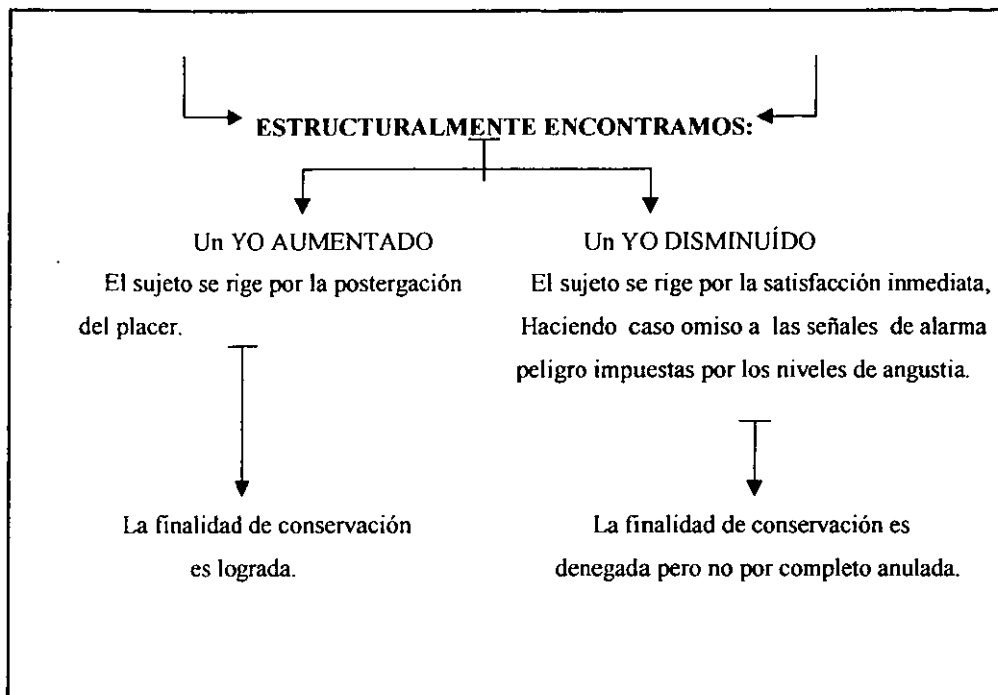 ESTRUCTURALMENTE ENCONTRAMOS:
Un YO AUMENTADO
El sujeto se rige por la postergación
del placer.
Un YO DISMINUÍDO
El sujeto se rige por la satisfacción inmediata,
Haciendo caso omiso a las señales de alarma
peligro impuestas por los niveles de angustia.
La finalidad de conservación
es lograda.
La finalidad de conservación es
denegada pero no por completo anulada.